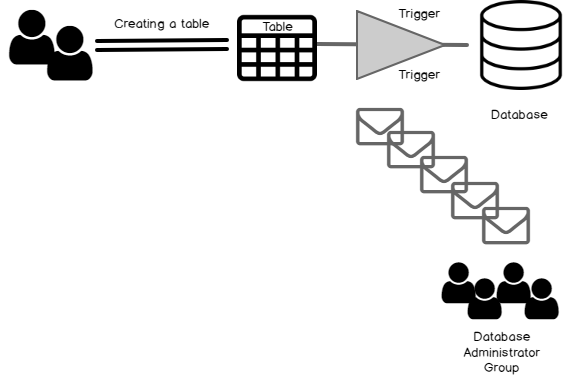 Creating a table
Table
Trigger
Trigger
Database
Database
Administrator
Group